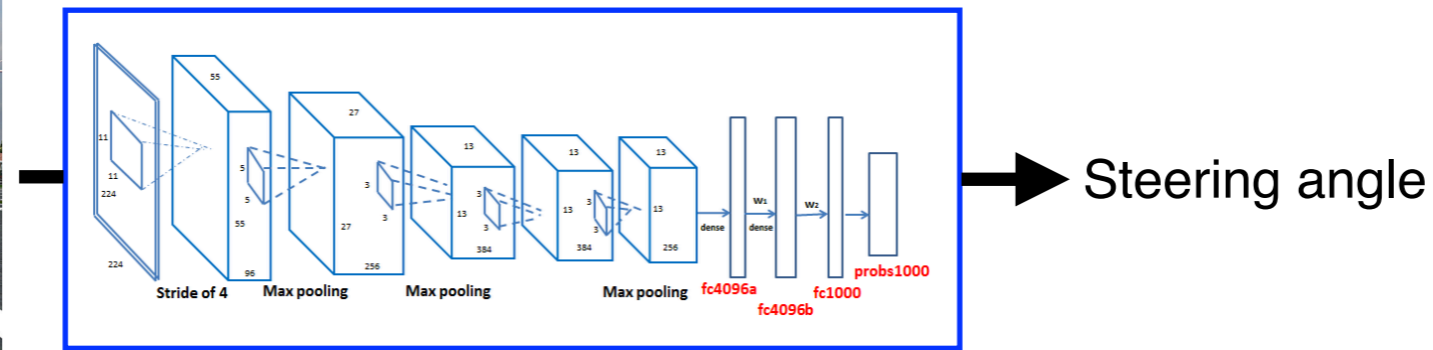 55
11
11
224
224
5
5
55
96
27
3
3
27
256
13
3
3
13
384
13
3
3
13
384
13
13
256
dense
W1
dense
W2
Stride of 4
Max pooling
Max pooling
Max pooling
fc4096a
fc4096b
fc1000
probs1000
Steering angle